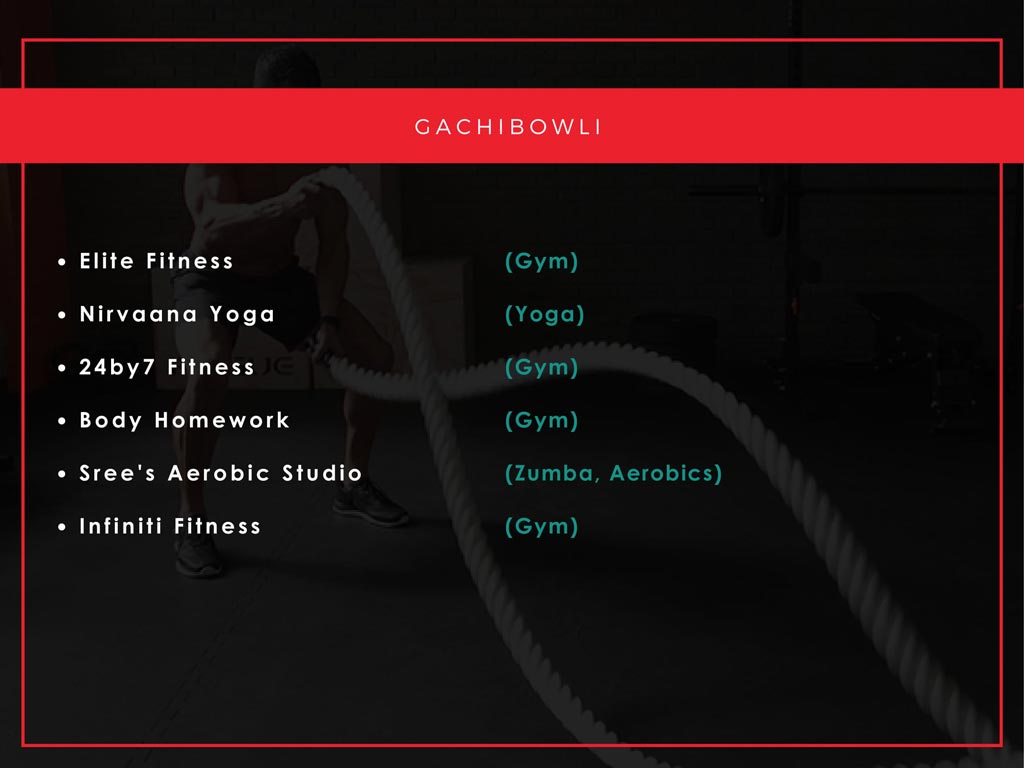 GACHIBOWLI
• Elite Fitness (Gym)
• Nirvaana Yoga (Yoga)
• 24by7 Fitness (Gym)
• Body Homework (Gym)
• Sree's Aerobic Studio (Zumba, Aerobics)
• Infiniti Fitness (Gym)